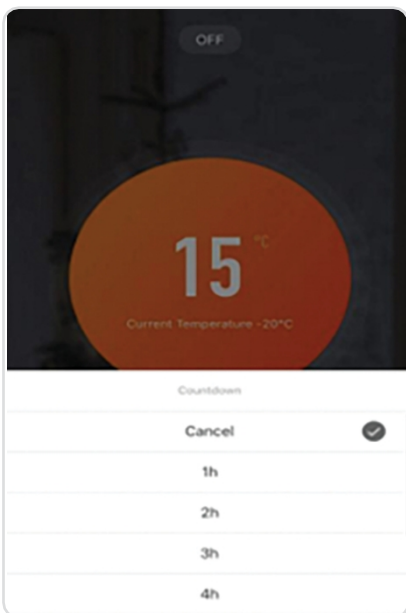 OFF
15 °C
Current Temperature -20°C
Countdown
Cancel
1h
2h
3h
4h